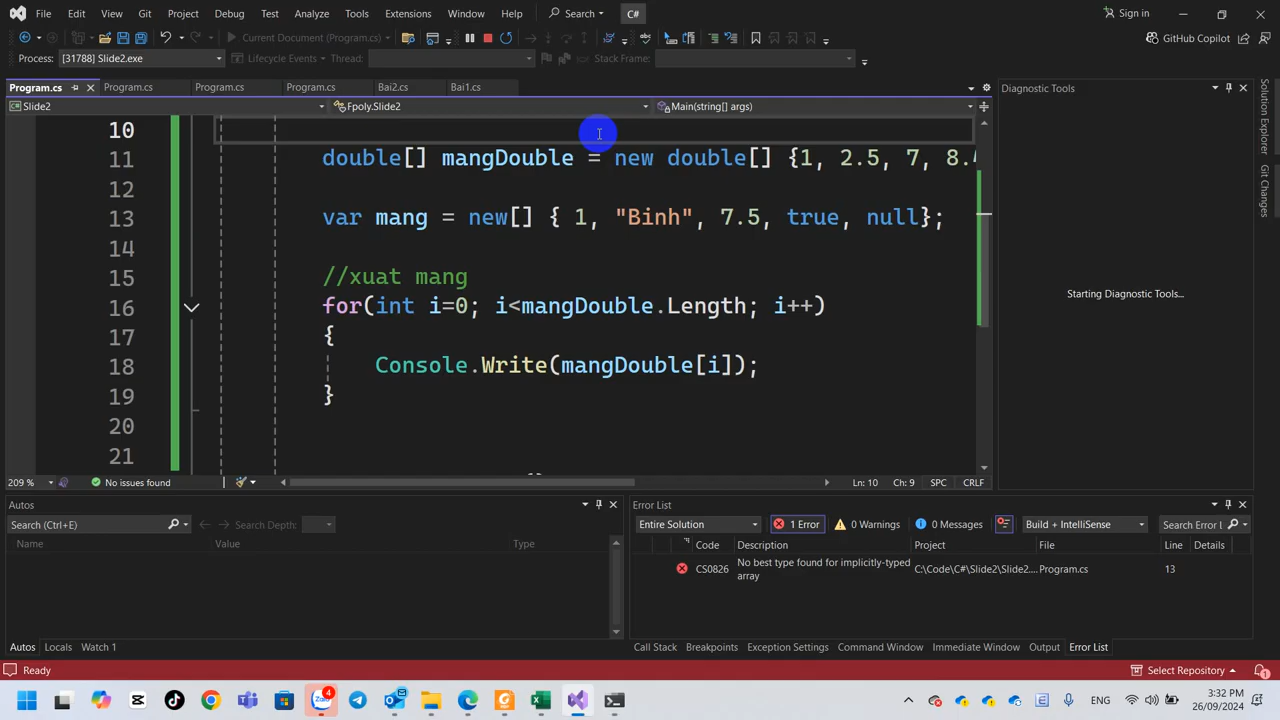 File Edit View Git Project Build Debug Test Analyze Tools Extensions Window Help Search C# Sign in
Current Document (Program.cs) GitHub Copilot
Process: [31788] Slide2.exe Lifecycle Events Thread: Stack Frame:
Program.cs Program.cs Program.cs Program.cs Bai2.cs Bai1.cs
Slide2 Fpoly.Slide2 Main(string[] args)
Diagnostic Tools
Starting Diagnostic Tools...
Solution Explorer
Git Changes
10
11 double[] mangDouble = new double[] {1, 2.5, 7, 8.
12
13 var mang = new[] { 1, "Binh", 7.5, true, null};
14
15 //xuat mang
16 for(int i=0; i<mangDouble.Length; i++)
17 {
18 Console.Write(mangDouble[i]);
19 }
20
21
209 % No issues found Ln: 10 Ch: 9 SPC CRLF
Autos
Search (Ctrl+E) Search Depth:
Name Value Type
Autos Locals Watch 1
Error List
Entire Solution 1 Error 0 Warnings 0 Messages Build + IntelliSense Search Error L
Code Description Project File Line Details
CS0826 No best type found for implicitly-typed array C:\Code\C#\Slide2\Slide2.... Program.cs 13
Call Stack Breakpoints Exception Settings Command Window Immediate Window Output Error List
Ready Select Repository 1
Zalo 4 ENG 3:32 PM
26/09/2024